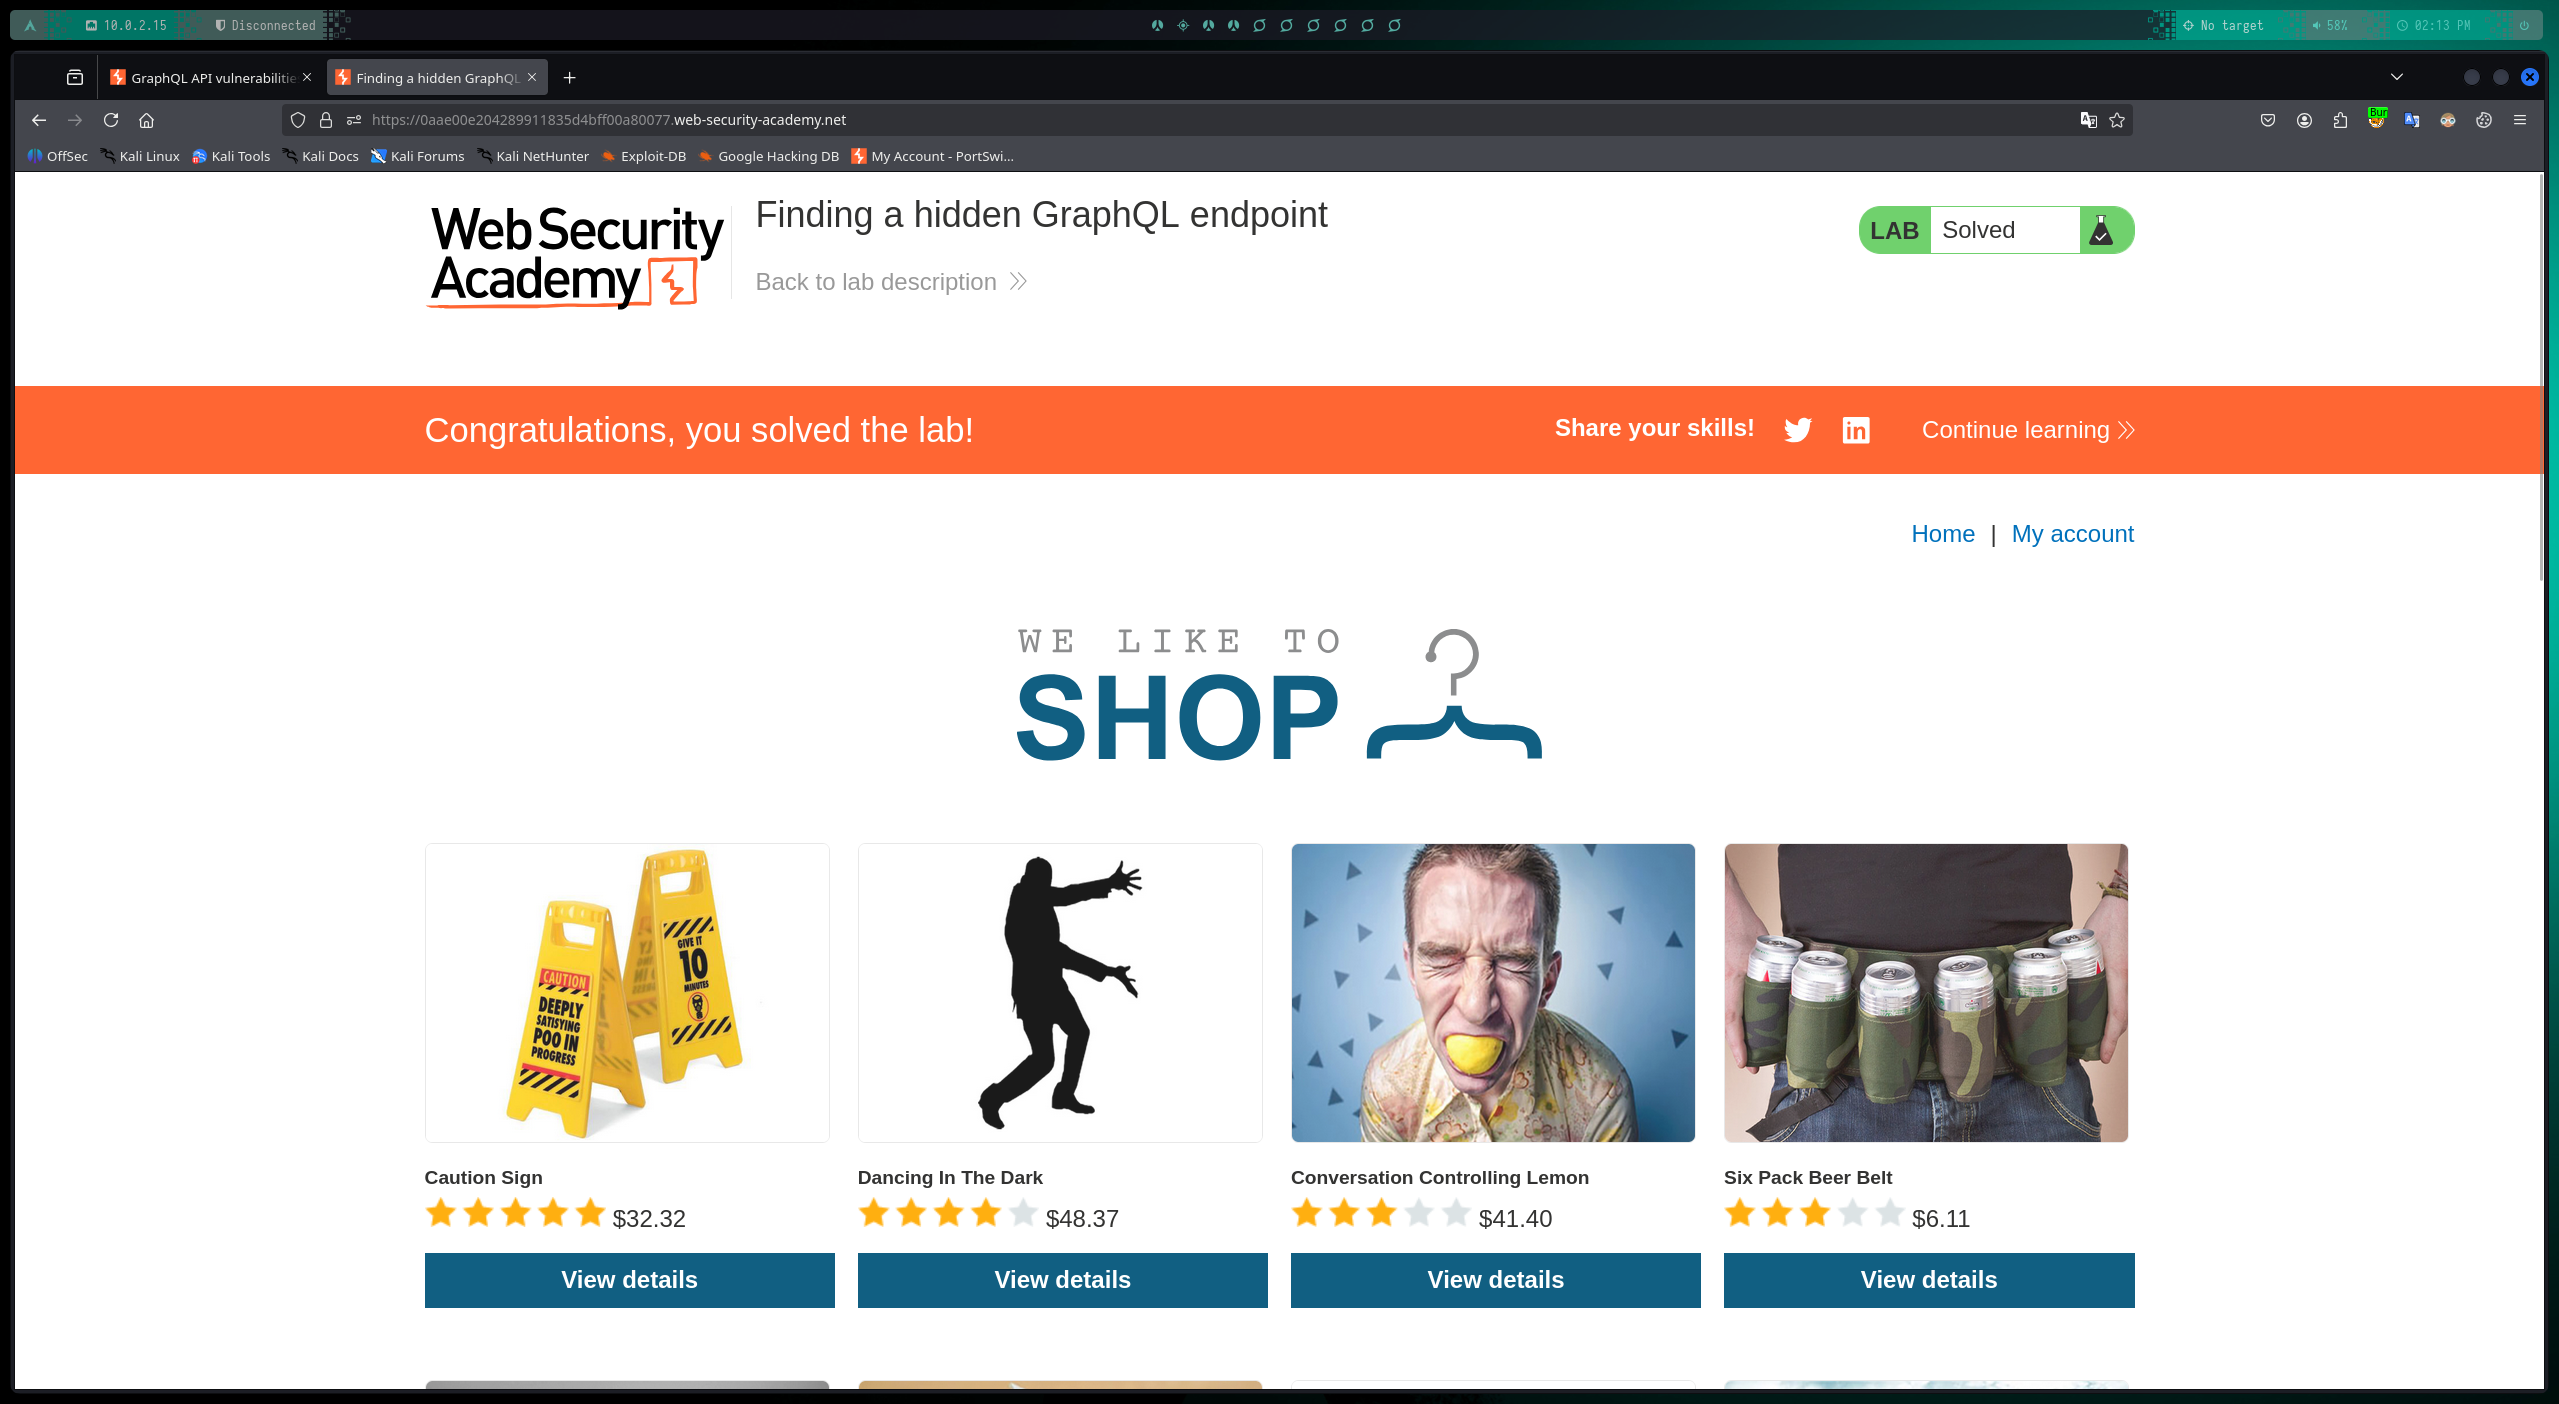 10.0.2.15
Disconnected
No target
58%
02:13 PM
GraphQL API vulnerabilitie
Finding a hidden GraphQL
https://0aae00e204289911835d4bff00a80077.web-security-academy.net
Bur
OffSec
Kali Linux
Kali Tools
Kali Docs
Kali Forums
Kali NetHunter
Exploit-DB
Google Hacking DB
My Account - PortSwi...
Web Security
Academy
Finding a hidden GraphQL endpoint
Back to lab description
LAB
Solved
Congratulations, you solved the lab!
Share your skills!
Continue learning
Home | My account
WE LIKE TO
SHOP
CAUTION
DEEPLY
SATISYING
POO IN
PROGRESS
GIVE IT
10
MINUTES
Caution Sign
$32.32
View details
Dancing In The Dark
$48.37
View details
Conversation Controlling Lemon
$41.40
View details
Six Pack Beer Belt
$6.11
View details